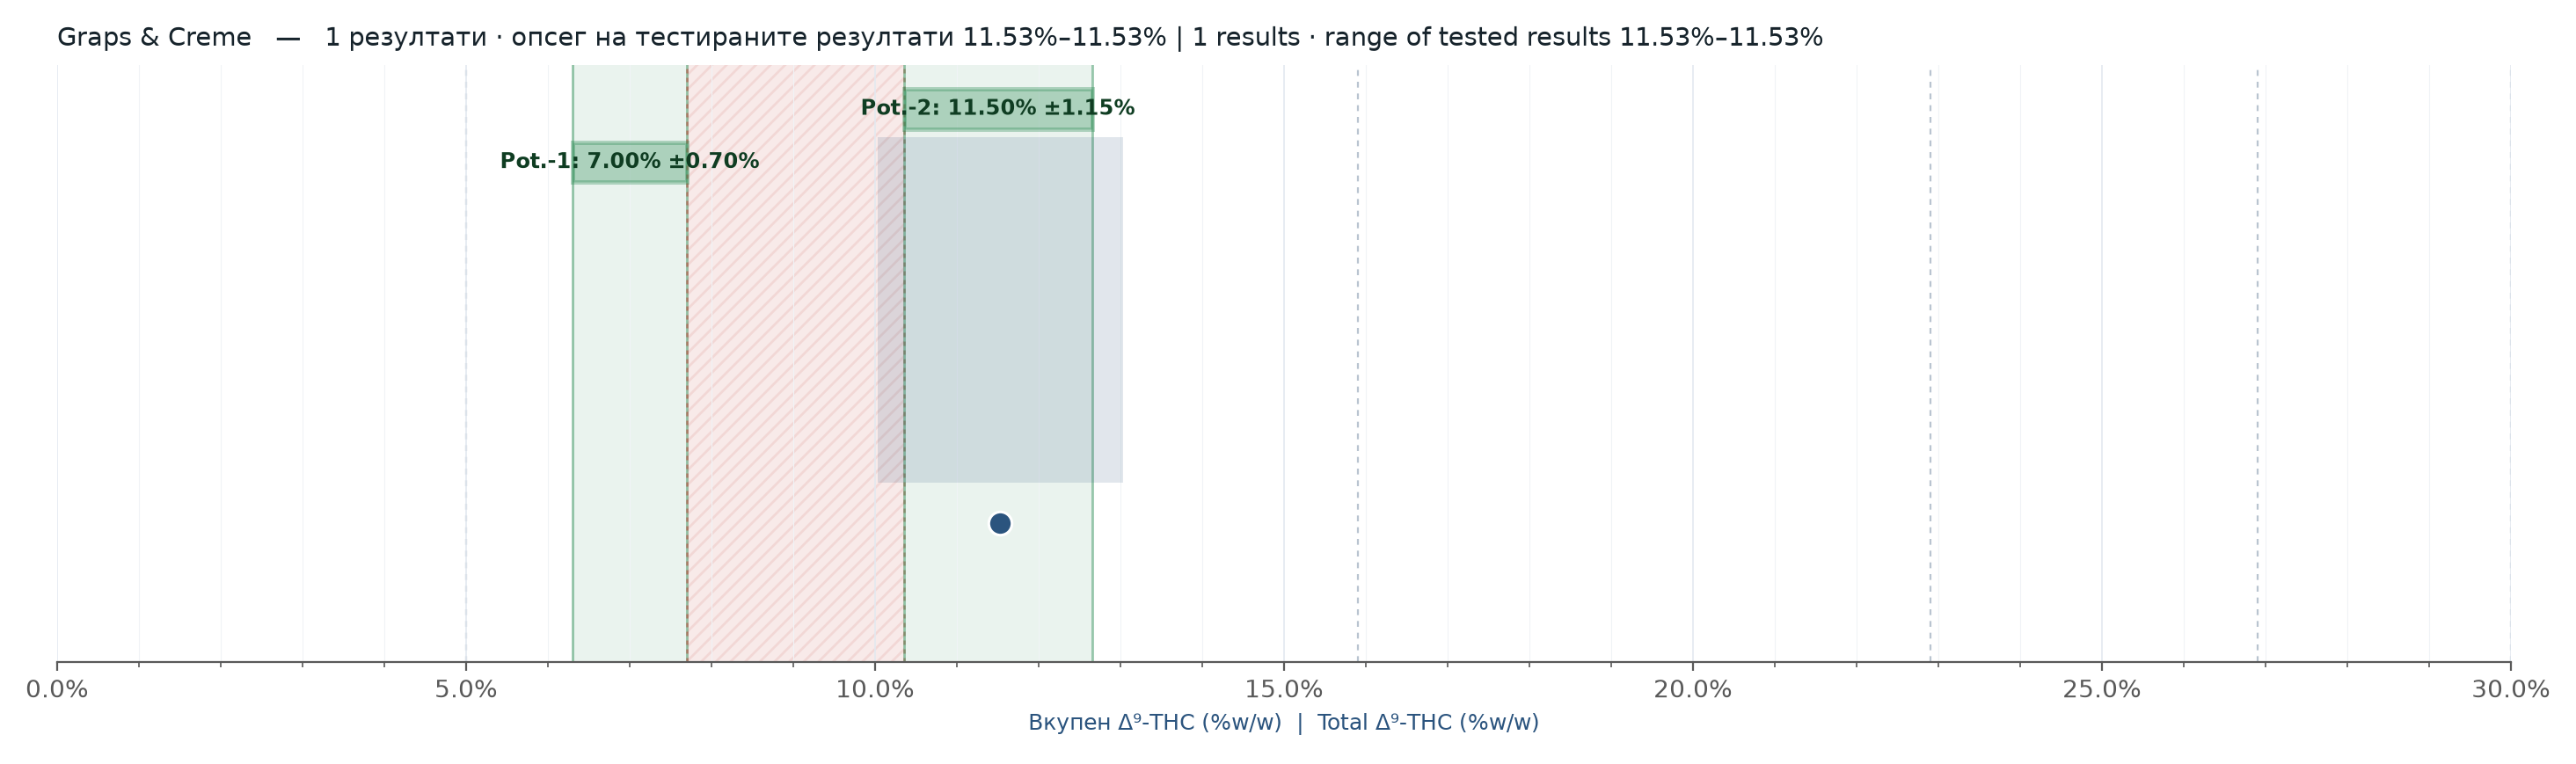 Graps & Creme — 1 резултати · опсег на тестираните резултати 11.53%–11.53% | 1 results · range of tested results 11.53%–11.53%
Pot.-2: 11.50% ±1.15%
Pot.-1: 7.00% ±0.70%
0.0% 5.0% 10.0% 15.0% 20.0% 25.0% 30.0%
Вкупен Δ⁹-THC (%w/w) | Total Δ⁹-THC (%w/w)